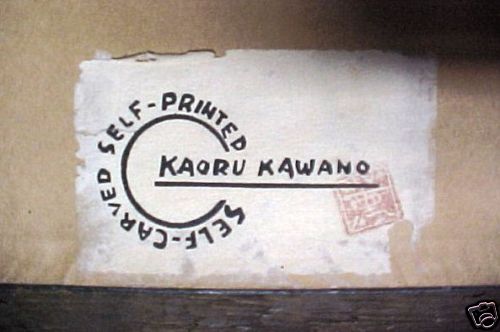 SELF-CARVED SELF-PRINTED
KAORU KAWANO